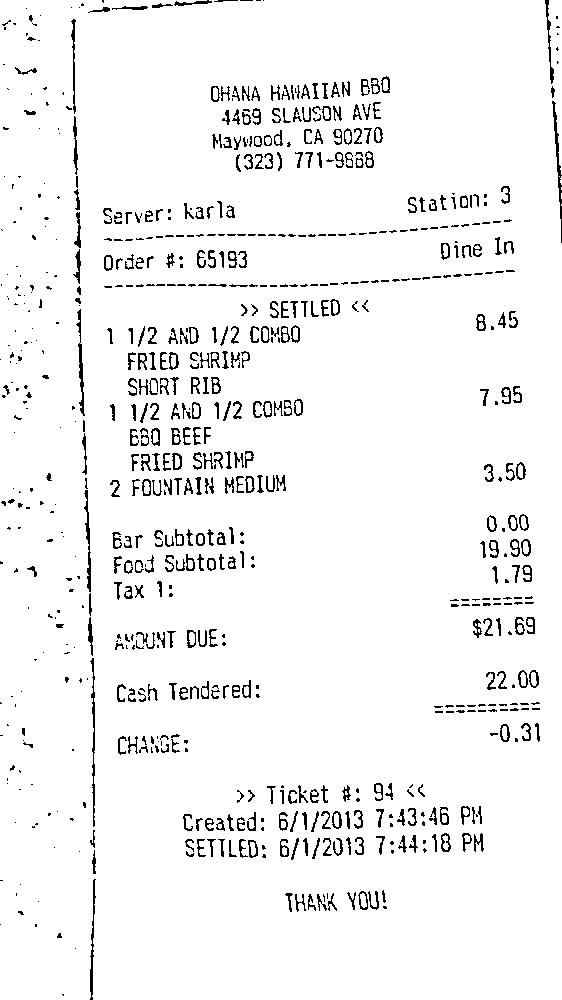 OHANA HAWAIIAN BBQ
4469 SLAUSON AVE
Maywood, CA 90270
(323) 771-9888
Server: karla Station: 3
Order #: 65193 Dine In
>> SETTLED <<
1 1/2 AND 1/2 COMBO 8.45
FRIED SHRIMP
SHORT RIB
1 1/2 AND 1/2 COMBO 7.95
BBQ BEEF
FRIED SHRIMP
2 FOUNTAIN MEDIUM 3.50
Bar Subtotal: 0.00
Food Subtotal: 19.90
Tax 1: 1.79
========
AMOUNT DUE: $21.69
Cash Tendered: 22.00
==========
CHANGE: -0.31
>> Ticket #: 94 <<
Created: 6/1/2013 7:43:46 PM
SETTLED: 6/1/2013 7:44:18 PM
THANK YOU!